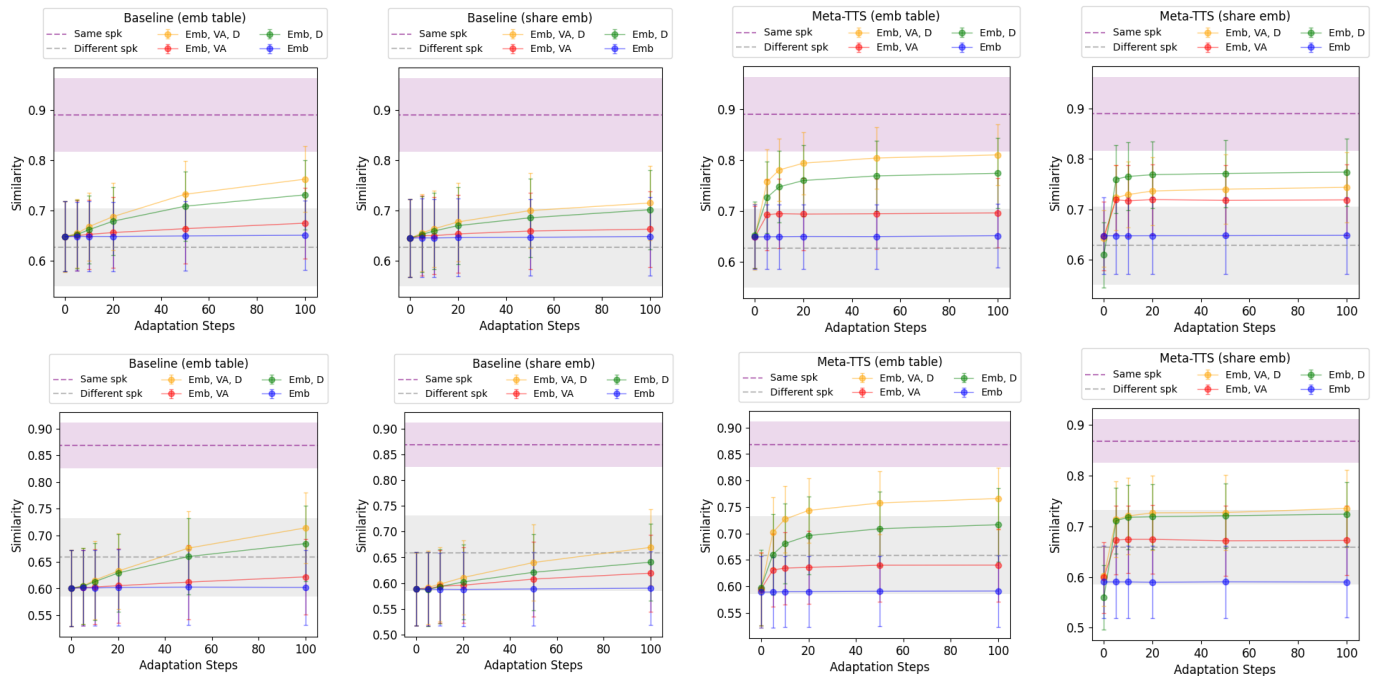 Baseline (emb table)
Same spk Emb, VA, D Emb, D
Different spk Emb, VA Emb
0.9
0.8
0.7
0.6
Similarity
0 20 40 60 80 100
Adaptation Steps
Baseline (share emb)
Same spk Emb, VA, D Emb, D
Different spk Emb, VA Emb
0.9
0.8
0.7
0.6
Similarity
0 20 40 60 80 100
Adaptation Steps
Meta-TTS (emb table)
Same spk Emb, VA, D Emb, D
Different spk Emb, VA Emb
0.9
0.8
0.7
0.6
Similarity
0 20 40 60 80 100
Adaptation Steps
Meta-TTS (share emb)
Same spk Emb, VA, D Emb, D
Different spk Emb, VA Emb
0.9
0.8
0.7
0.6
Similarity
0 20 40 60 80 100
Adaptation Steps
Baseline (emb table)
Same spk Emb, VA, D Emb, D
Different spk Emb, VA Emb
0.90
0.85
0.80
0.75
0.70
0.65
0.60
0.55
Similarity
0 20 40 60 80 100
Adaptation Steps
Baseline (share emb)
Same spk Emb, VA, D Emb, D
Different spk Emb, VA Emb
0.90
0.85
0.80
0.75
0.70
0.65
0.60
0.55
0.50
Similarity
0 20 40 60 80 100
Adaptation Steps
Meta-TTS (emb table)
Same spk Emb, VA, D Emb, D
Different spk Emb, VA Emb
0.90
0.85
0.80
0.75
0.70
0.65
0.60
0.55
Similarity
0 20 40 60 80 100
Adaptation Steps
Meta-TTS (share emb)
Same spk Emb, VA, D Emb, D
Different spk Emb, VA Emb
0.9
0.8
0.7
0.6
0.5
Similarity
0 20 40 60 80 100
Adaptation Steps